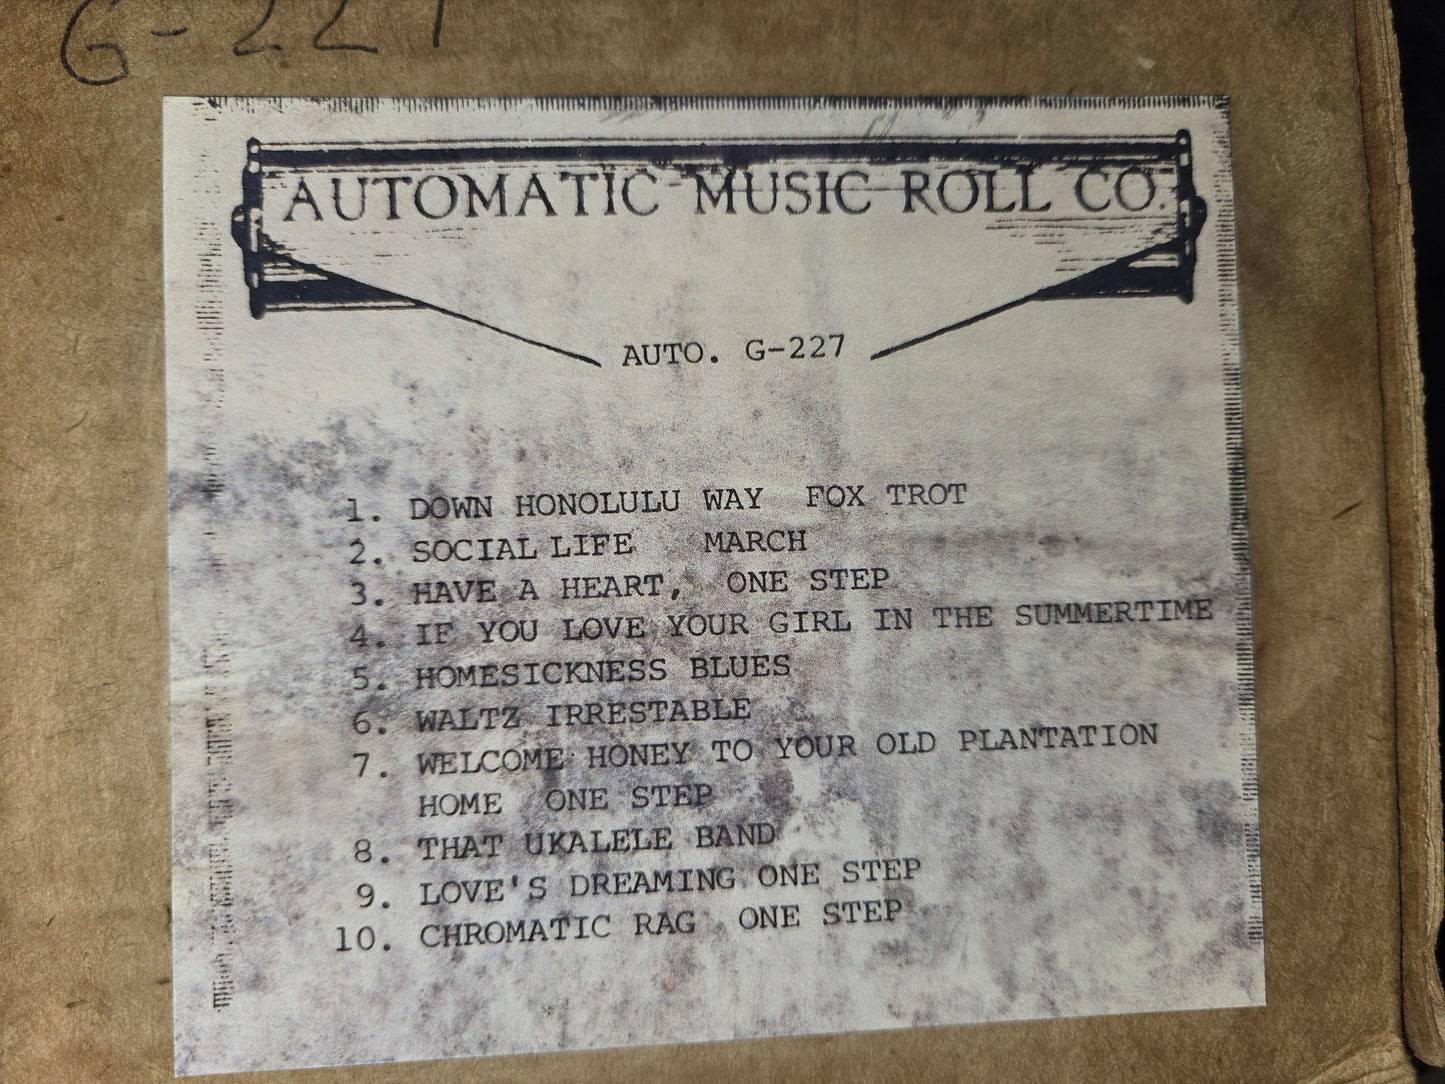 G-227
AUTOMATIC MUSIC ROLL CO.
AUTO. G-227
1. DOWN HONOLULU WAY FOX TROT
2. SOCIAL LIFE MARCH
3. HAVE A HEART, ONE STEP
4. IF YOU LOVE YOUR GIRL IN THE SUMMERTIME
5. HOMESICKNESS BLUES
6. WALTZ IRRESTABLE
7. WELCOME HONEY TO YOUR OLD PLANTATION
HOME ONE STEP
8. THAT UKALELE BAND
9. LOVE'S DREAMING ONE STEP
10. CHROMATIC RAG ONE STEP